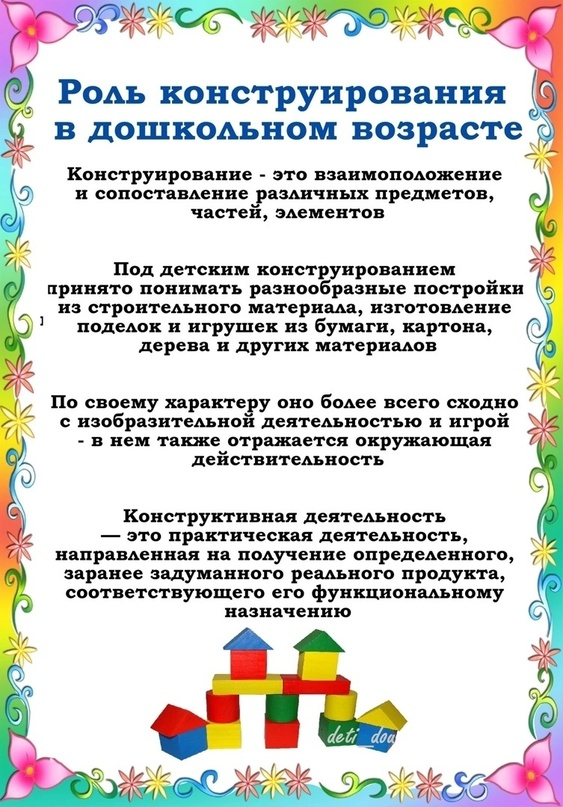 Роль конструирования
в дошкольном возрасте
Конструирование - это взаимоположение
и сопоставление различных предметов,
частей, элементов
Под детским конструированием
принято понимать разнообразные постройки
из строительного материала, изготовление
поделок и игрушек из бумаги, картона,
дерева и других материалов
По своему характеру оно более всего сходно
с изобразительной деятельностью и игрой
- в нем также отражается окружающая
действительность
Конструктивная деятельность
— это практическая деятельность,
направленная на получение определенного,
заранее задуманного реального продукта,
соответствующего его функциональному
назначению
deti_dou